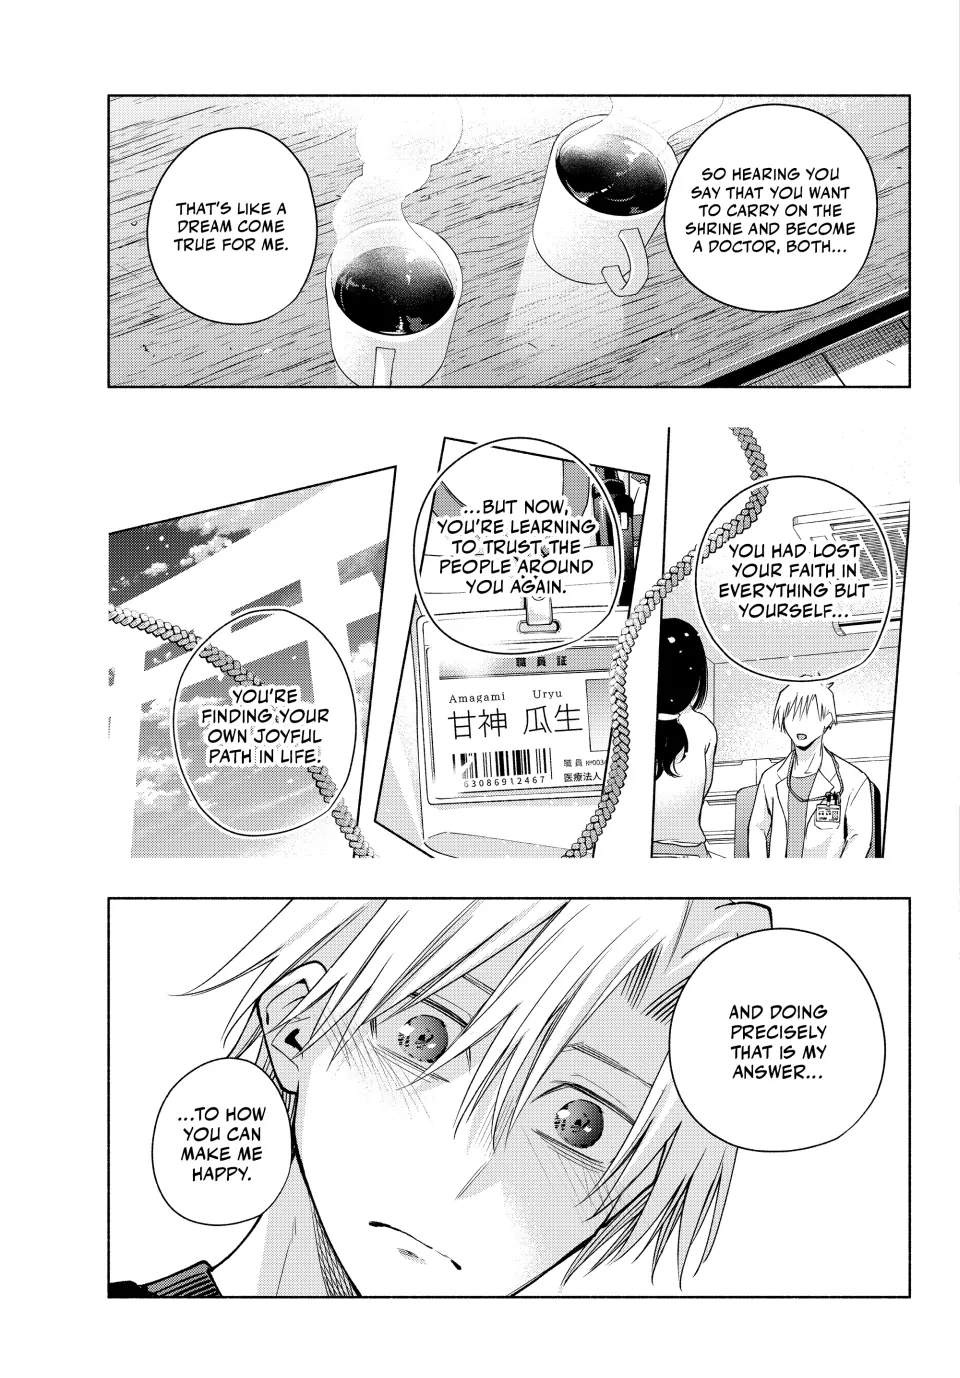 SO HEARING YOU
SAY THAT YOU WANT
TO CARRY ON THE
SHRINE AND BECOME
A DOCTOR, BOTH...
THAT'S LIKE A
DREAM COME
TRUE FOR ME.
YOU HAD LOST
YOUR FAITH IN
EVERYTHING BUT
YOURSELF...
...BUT NOW,
YOU'RE LEARNING
TO TRUST THE
PEOPLE AROUND
YOU AGAIN.
職員証
Amagami Uryu
甘神 瓜生
職員 №003
63086912467
医療法人
YOU'RE
FINDING YOUR
OWN JOYFUL
PATH IN LIFE.
AND DOING
PRECISELY
THAT IS MY
ANSWER...
...TO HOW
YOU CAN
MAKE ME
HAPPY.